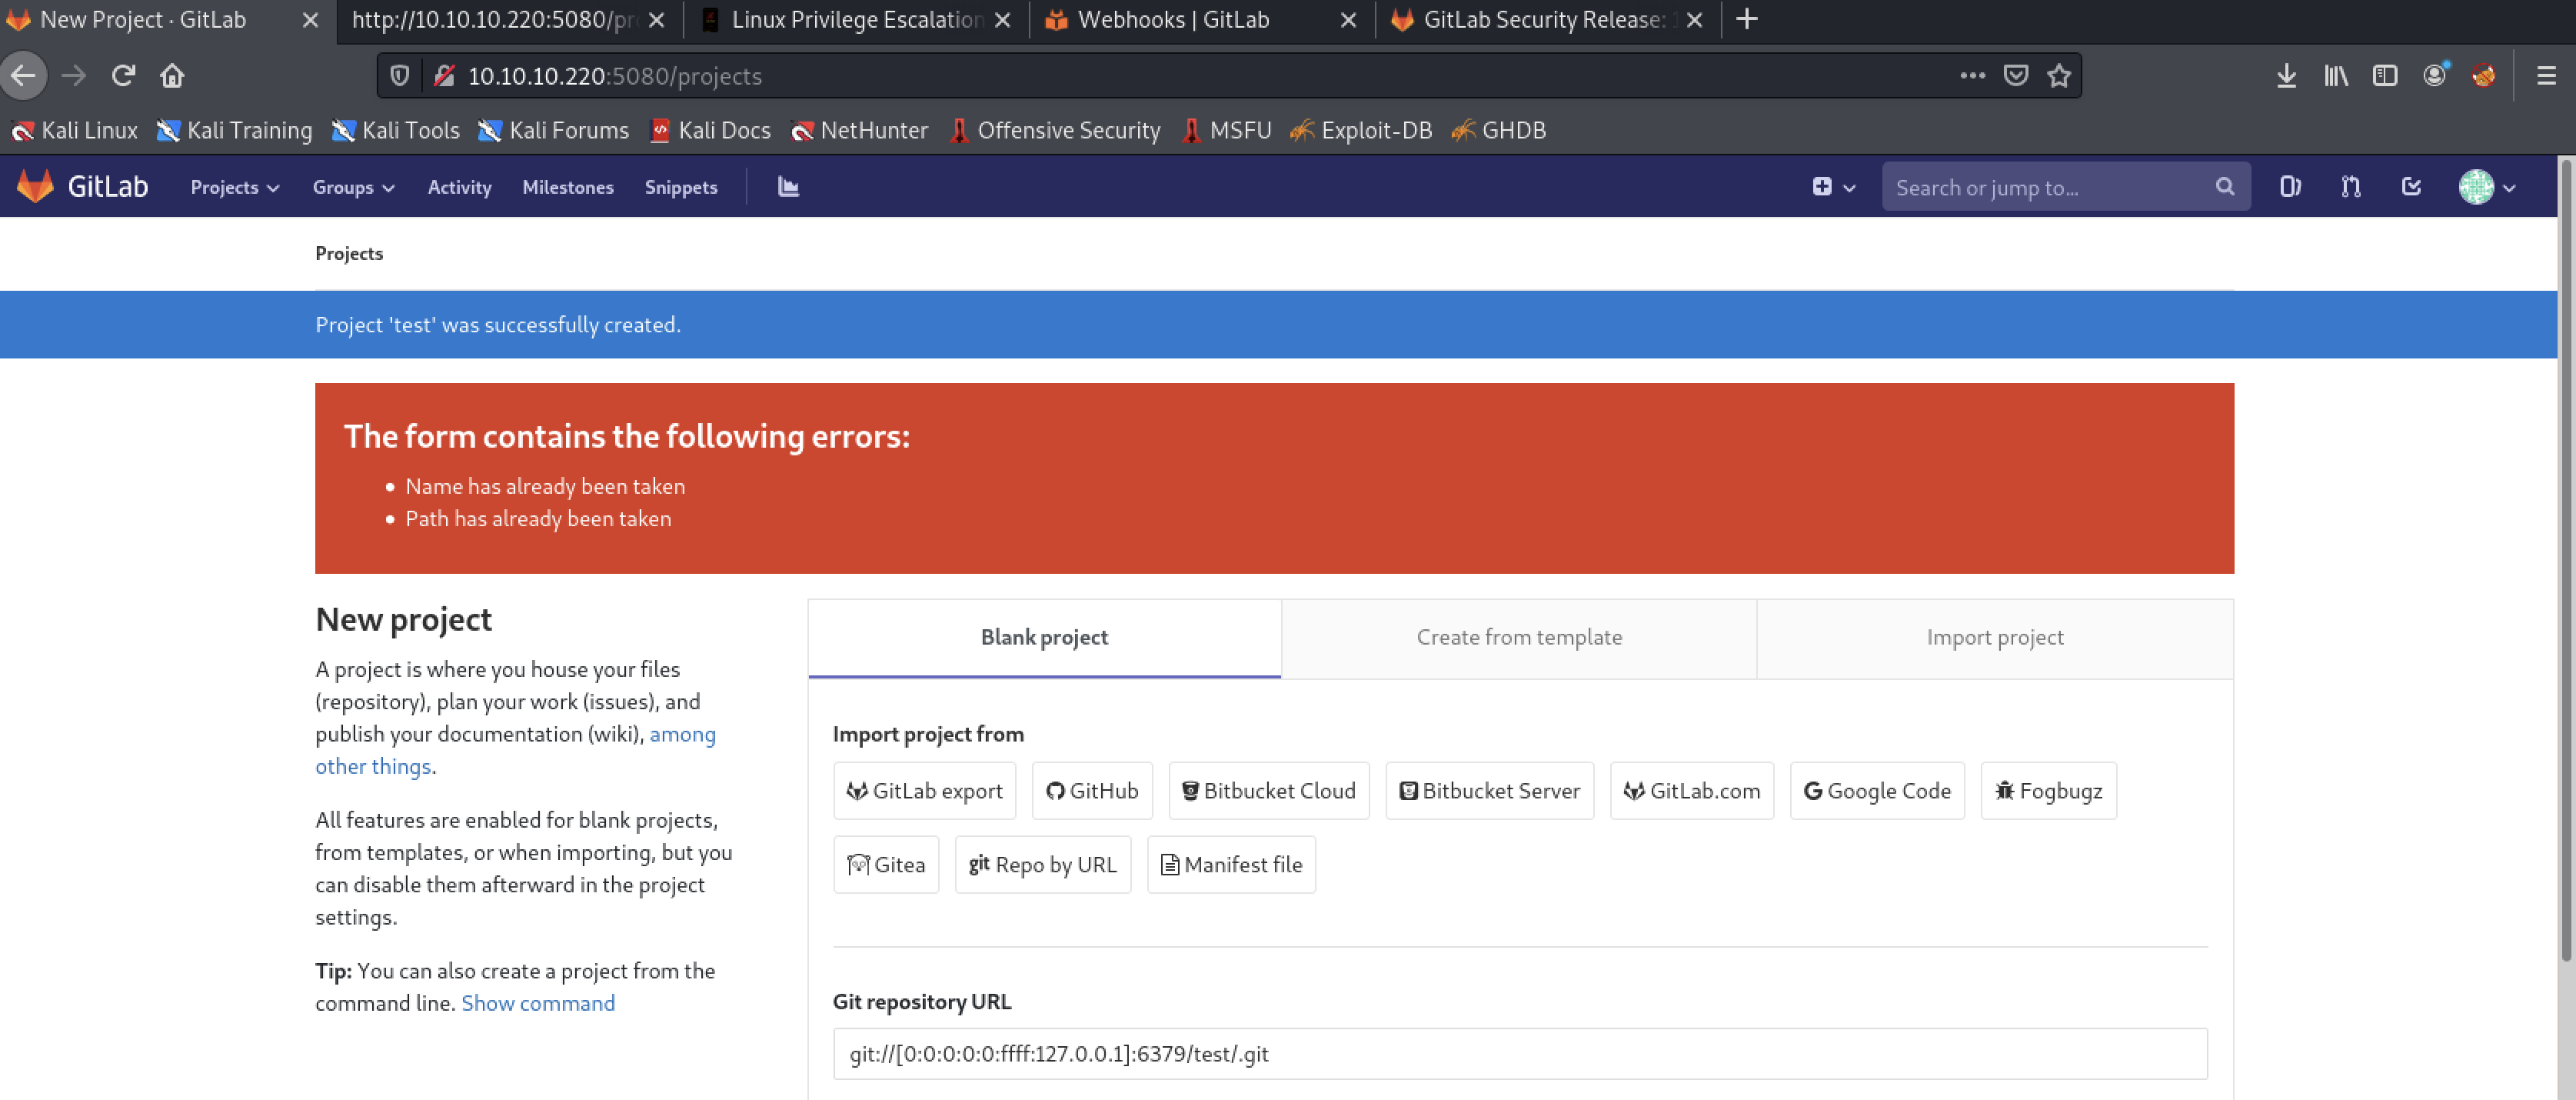 New Project · GitLab
http://10.10.10.220:5080/pr
Linux Privilege Escalation
Webhooks | GitLab
GitLab Security Release:
10.10.10.220:5080/projects
Kali Linux
Kali Training
Kali Tools
Kali Forums
Kali Docs
NetHunter
Offensive Security
MSFU
Exploit-DB
GHDB
GitLab
Projects
Groups
Activity
Milestones
Snippets
Search or jump to...
Projects
Project 'test' was successfully created.
The form contains the following errors:
Name has already been taken
Path has already been taken
New project
A project is where you house your files
(repository), plan your work (issues), and
publish your documentation (wiki), among
other things.
All features are enabled for blank projects,
from templates, or when importing, but you
can disable them afterward in the project
settings.
Tip: You can also create a project from the
command line. Show command
Blank project
Create from template
Import project
Import project from
GitLab export
GitHub
Bitbucket Cloud
Bitbucket Server
GitLab.com
Google Code
Fogbugz
Gitea
git Repo by URL
Manifest file
Git repository URL
git://[0:0:0:0:0:ffff:127.0.0.1]:6379/test/.git